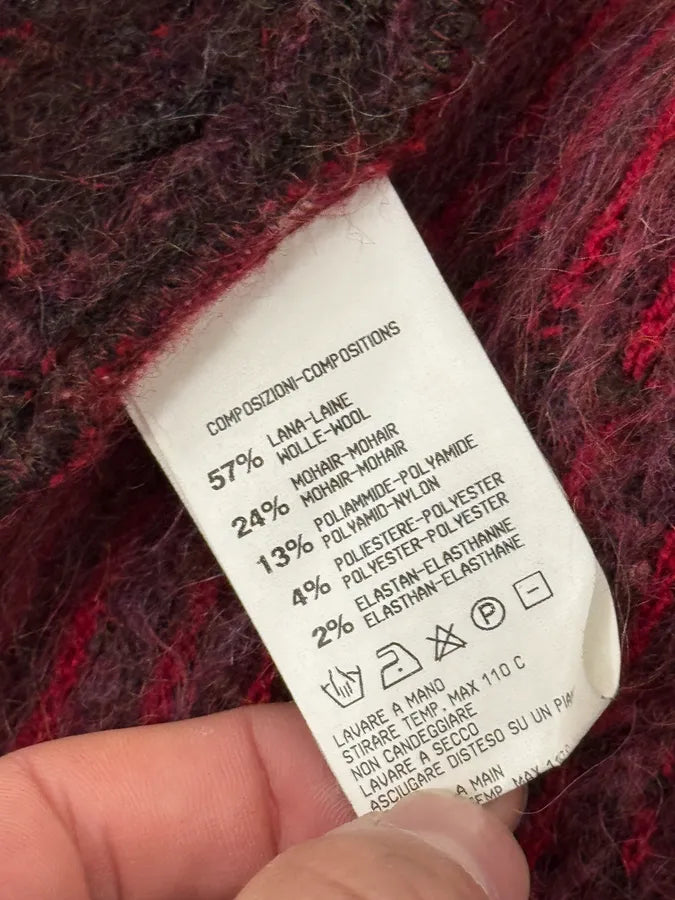 COMPOSIZIONI-COMPOSITIONS
57% LANA-LAINE
WOLLE-WOOL
24% MOHAIR-MOHAIR
MOHAIR-MOHAIR
13% POLIAMMIDE-POLYAMIDE
POLYAMID-NYLON
4% POLIESTERE-POLYESTER
POLYESTER-POLYESTER
2% ELASTAN-ELASTHANNE
ELASTHAN-ELASTHANE
P
LAVARE A MANO
STIRARE TEMP. MAX 110 C
NON CANDEGGIARE
LAVARE A SECCO
ASCIUGARE DISTESO SU UN
A MAIN
MAX